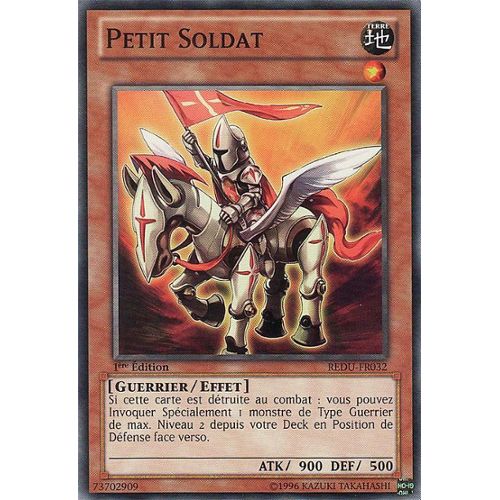 PETIT SOLDAT
TERRE
地
1ère Édition
REDU-FR032
[GUERRIER/EFFET]
Si cette carte est détruite au combat : vous pouvez
Invoquer Spécialement 1 monstre de Type Guerrier
de max. Niveau 2 depuis votre Deck en Position de
Défense face verso.
ATK/ 900 DEF/ 500
73702909
©1996 KAZUKI TAKAHASHI